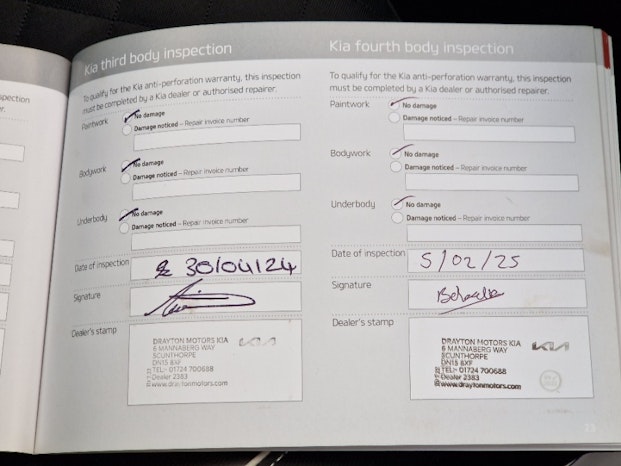 spection
r.
Kia third body inspection
To qualify for the Kia anti-perforation warranty, this inspection
must be completed by a Kia dealer or authorised repairer.
Paintwork
No damage
Damage noticed – Repair invoice number
Bodywork
No damage
Damage noticed – Repair invoice number
Underbody
No damage
Damage noticed – Repair invoice number
Date of inspection
30/04/24
Signature
Dealer's stamp
DRAYTON MOTORS KIA
6 MANNABERG WAY
SCUNTHORPE
DN15 8XF
TEL:- 01724 700688
Dealer 2383
www.draytonmotors.com
KIA
Kia fourth body inspection
To qualify for the Kia anti-perforation warranty, this inspection
must be completed by a Kia dealer or authorised repairer.
Paintwork
No damage
Damage noticed – Repair invoice number
Bodywork
No damage
Damage noticed – Repair invoice number
Underbody
No damage
Damage noticed – Repair invoice number
Date of inspection
5/02/25
Signature
Dealer's stamp
DRAYTON MOTORS KIA
6 MANNABERG WAY
SCUNTHORPE
DN15 8XF
TEL:- 01724 700688
Dealer 2383
www.draytonmotors.com
KIA
23